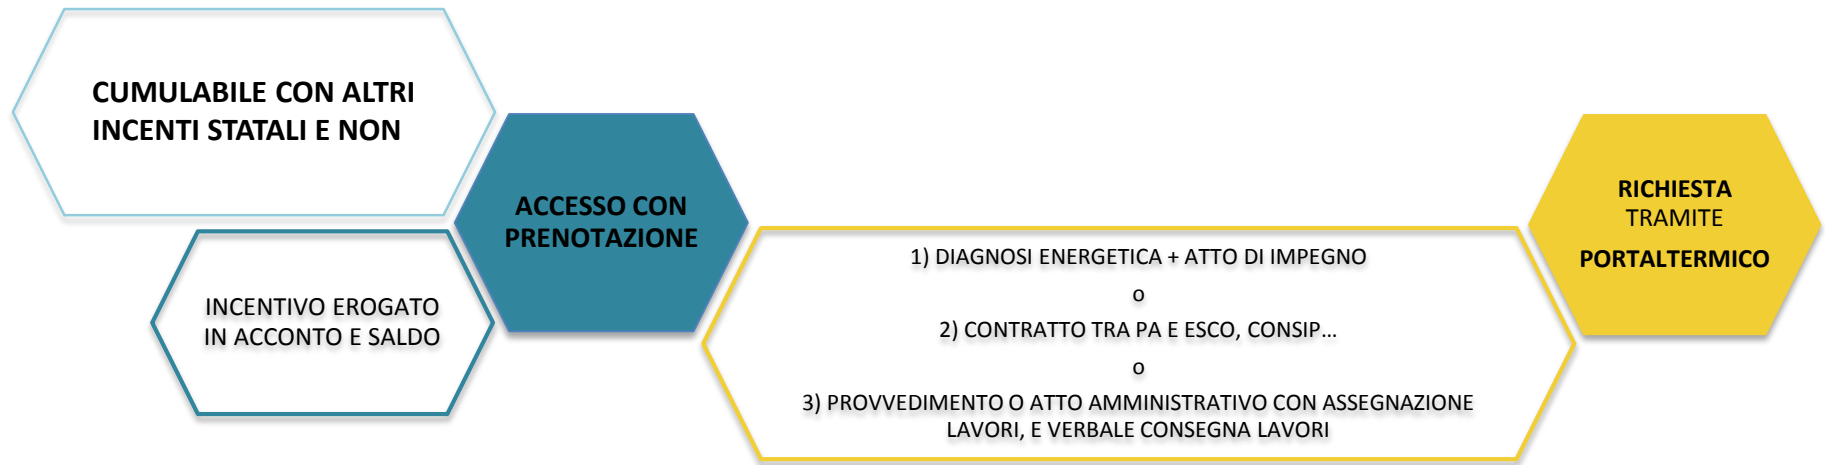 CUMULABILE CON ALTRI
INCENTI STATALI E NON
ACCESSO CON
PRENOTAZIONE
INCENTIVO EROGATO
IN ACCONTO E SALDO
1) DIAGNOSI ENERGETICA + ATTO DI IMPEGNO
o
2) CONTRATTO TRA PA E ESCO, CONSIP...
o
3) PROVVEDIMENTO O ATTO AMMINISTRATIVO CON ASSEGNAZIONE
LAVORI, E VERBALE CONSEGNA LAVORI
RICHIESTA
TRAMITE
PORTALTERMICO